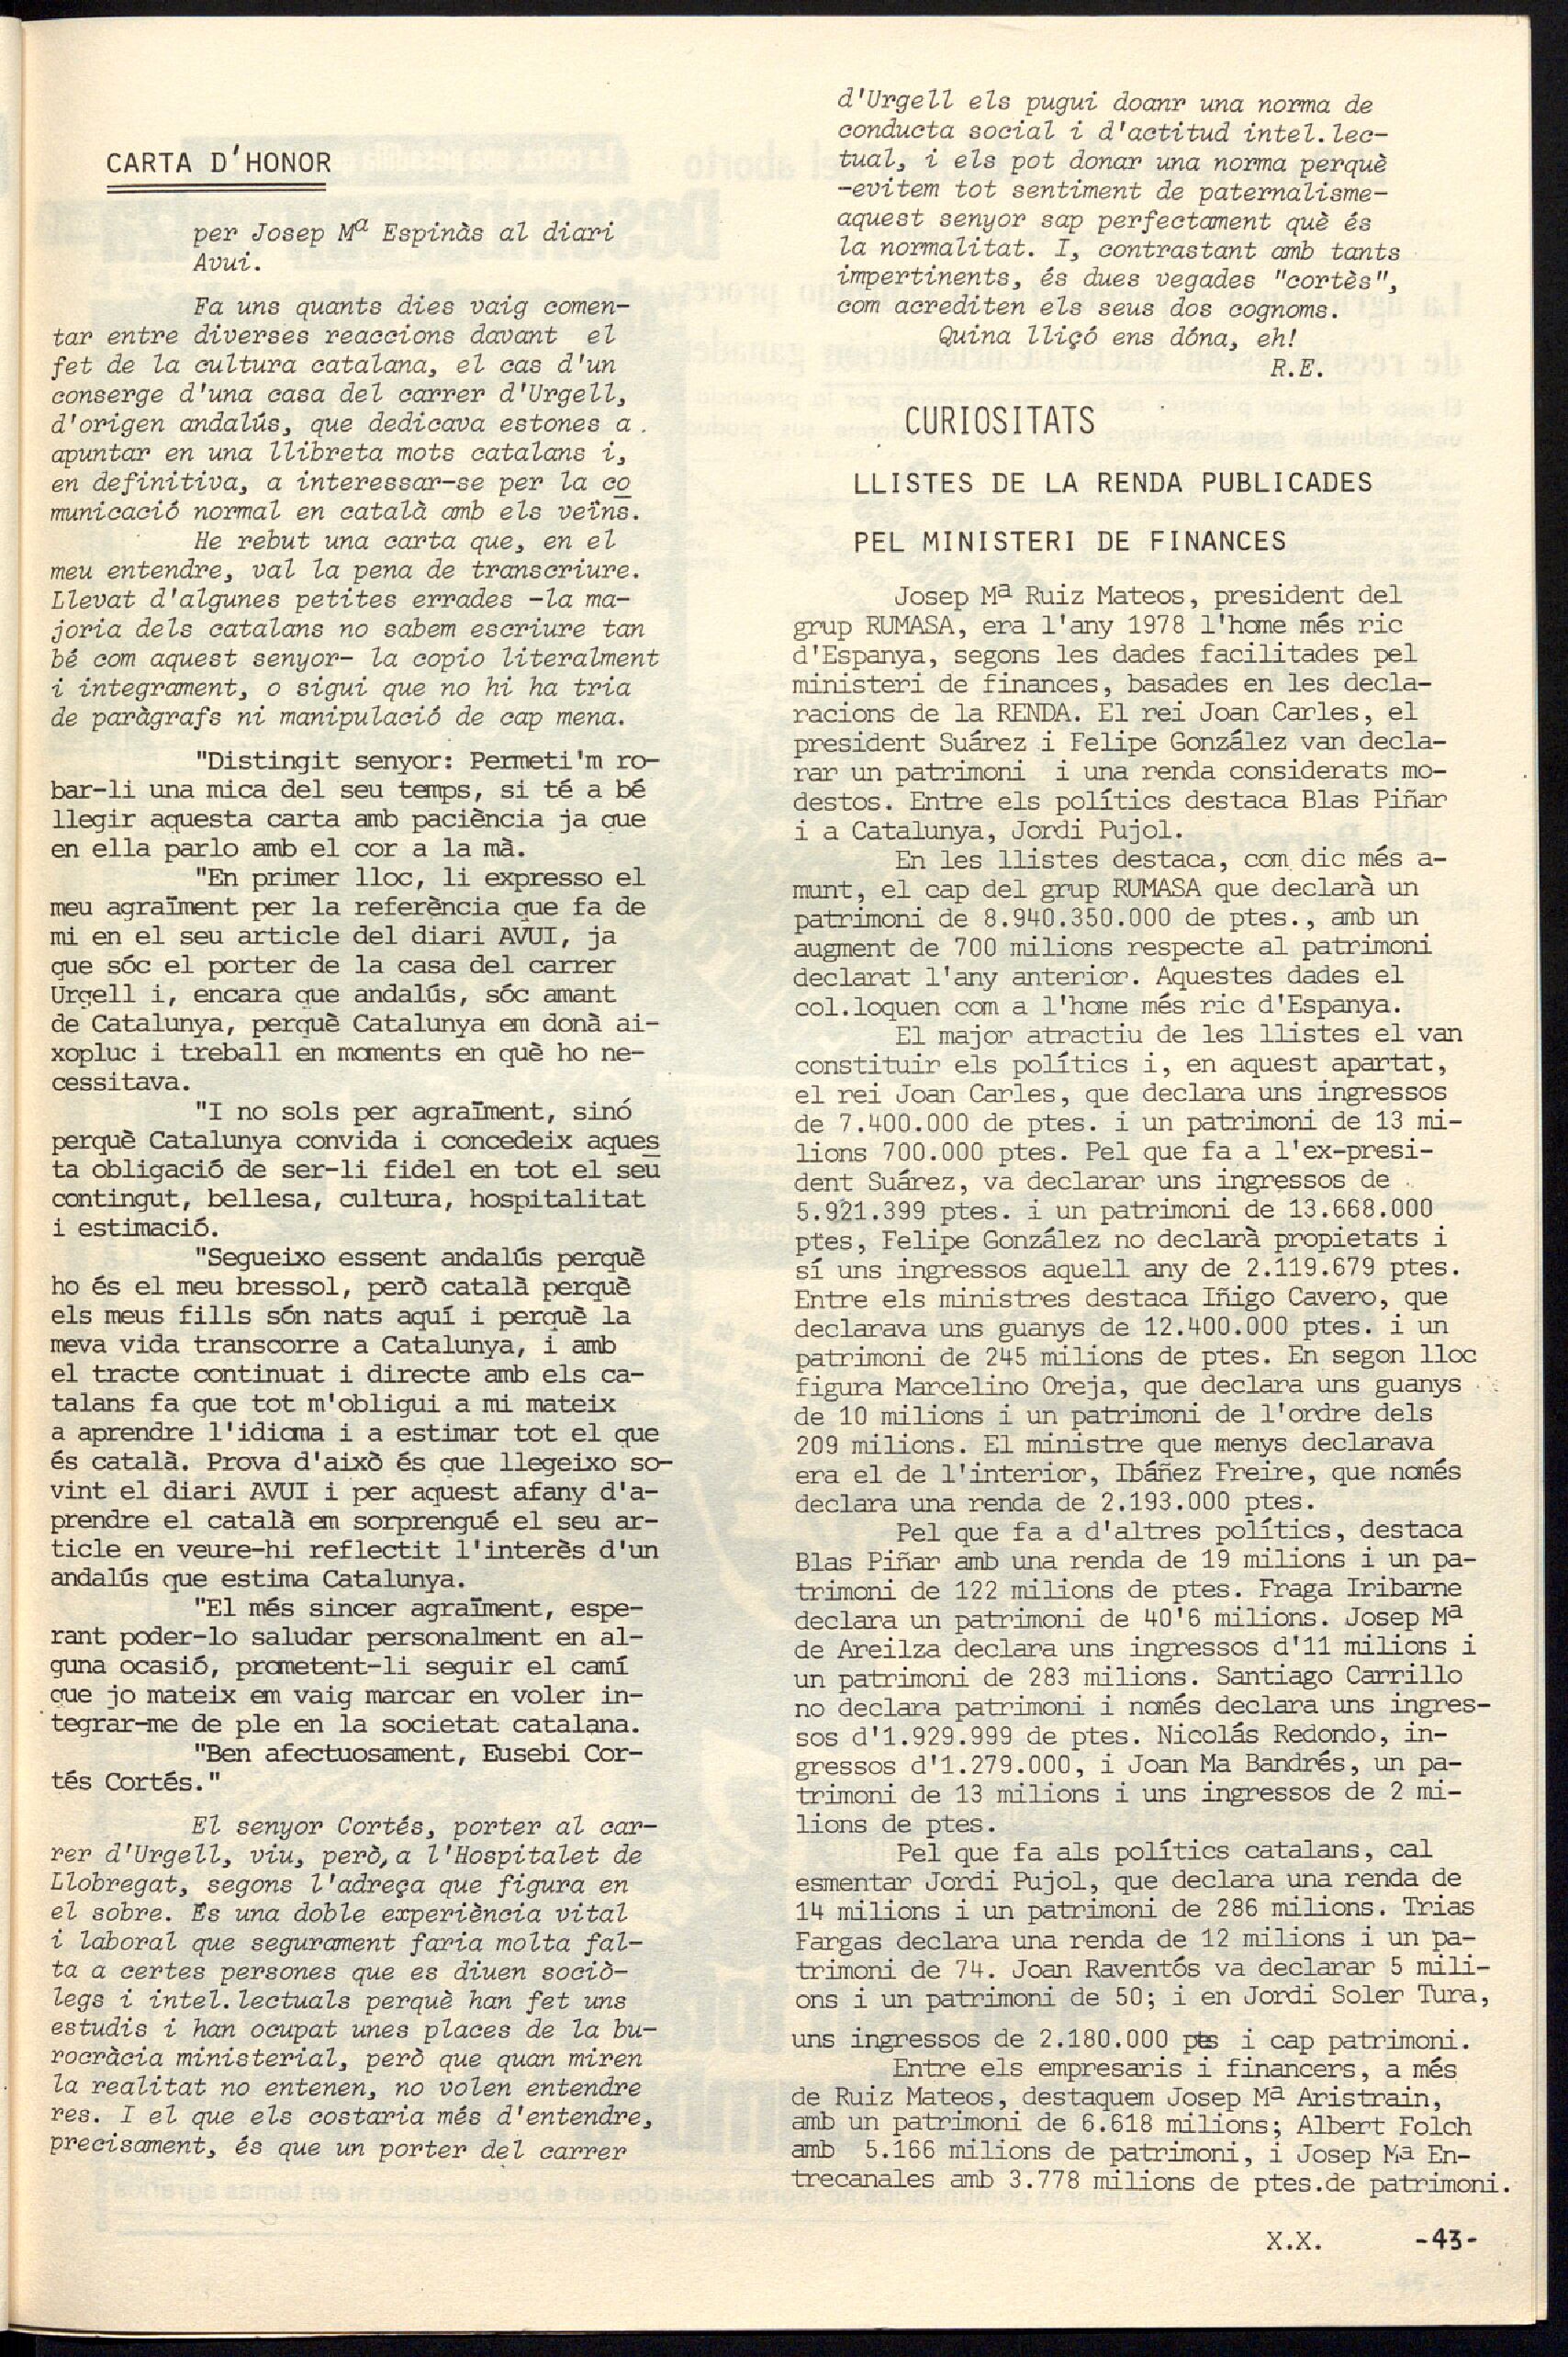 CARTA D'HONOR
per Josep Mª Espinàs al diari
Avui.
Fa uns quants dies vaig comen-
tar entre diverses reaccions davant el
fet de la cultura catalana, el cas d'un
conserge d'una casa del carrer d'Urgell,
d'origen andalús, que dedicava estones a
apuntar en una llibreta mots catalans i,
en definitiva, a interessar-se per la co
municació normal en català amb els veïns.
He rebut una carta que, en el
meu entendre, val la pena de transcriure.
Llevat d'algunes petites errades -la ma-
joria dels catalans no sabem escriure tan
bé com aquest senyor- la copio literalment
i integrament, o sigui que no hi ha tria
de paràgrafs ni manipulació de cap mena.
"Distingit senyor: Permeti'm ro-
bar-li una mica del seu temps, si té a bé
llegir aquesta carta amb paciència ja que
en ella parlo amb el cor a la mà.
"En primer lloc, li expresso el
meu agraïment per la referència que fa de
mi en el seu article del diari AVUI, ja
que sóc el porter de la casa del carrer
Urgell i, encara que andalús, sóc amant
de Catalunya, perquè Catalunya em donà ai-
xopluc i treball en moments en què ho ne-
cessitava.
"I no sols per agraïment, sinó
perquè Catalunya convida i concedeix aques
ta obligació de ser-li fidel en tot el seu
contingut, bellesa, cultura, hospitalitat
i estimació.
"Segueixo essent andalús perquè
ho és el meu bressol, però català perquè
els meus fills són nats aquí i perquè la
meva vida transcorre a Catalunya, i amb
el tracte continuat i directe amb els ca-
talans fa que tot m'obligui a mi mateix
a aprendre l'idioma i a estimar tot el que
és català. Prova d'això és que llegeixo so-
vint el diari AVUI i per aquest afany d'a-
prendre el català em sorprengué el seu ar-
ticle en veure-hi reflectit l'interès d'un
andalús que estima Catalunya.
"El més sincer agraïment, espe-
rant poder-lo saludar personalment en al-
guna ocasió, prometent-li seguir el camí
que jo mateix em vaig marcar en voler in-
tegrar-me de ple en la societat catalana.
"Ben afectuosament, Eusebi Cor-
tés Cortés."
El senyor Cortés, porter al car-
rer d'Urgell, viu, però, a l'Hospitalet de
Llobregat, segons l'adreça que figura en
el sobre. És una doble experiència vital
i laboral que segurament faria molta fal-
ta a certes persones que es diuen sociò-
legs i intel.lectuals perquè han fet uns
estudis i han ocupat unes places de la bu-
rocràcia ministerial, però que quan miren
la realitat no entenen, no volen entendre
res. I el que els costaria més d'entendre,
precisament, és que un porter del carrer
d'Urgell els pugui doanr una norma de
conducta social i d'actitud intel.lec-
tual, i els pot donar una norma perquè
-evitem tot sentiment de paternalisme-
aquest senyor sap perfectament què és
la normalitat. I, contrastant amb tants
impertinents, és dues vegades "cortès",
com acrediten els seus dos cognoms.
Quina lliçó ens dóna, eh!
R.E.
CURIOSITATS
LLISTES DE LA RENDA PUBLICADES
PEL MINISTERI DE FINANCES
Josep Mª Ruiz Mateos, president del
grup RUMASA, era l'any 1978 l'home més ric
d'Espanya, segons les dades facilitades pel
ministeri de finances, basades en les decla-
racions de la RENDA. El rei Joan Carles, el
president Suárez i Felipe González van decla-
rar un patrimoni i una renda considerats mo-
destos. Entre els polítics destaca Blas Piñar
i a Catalunya, Jordi Pujol.
En les llistes destaca, com dic més a-
munt, el cap del grup RUMASA que declarà un
patrimoni de 8.940.350.000 de ptes., amb un
augment de 700 milions respecte al patrimoni
declarat l'any anterior. Aquestes dades el
col.loquen com a l'home més ric d'Espanya.
El major atractiu de les llistes el van
constituir els polítics i, en aquest apartat,
el rei Joan Carles, que declara uns ingressos
de 7.400.000 de ptes. i un patrimoni de 13 mi-
lions 700.000 ptes. Pel que fa a l'ex-presi-
dent Suárez, va declarar uns ingressos de
5.921.399 ptes. i un patrimoni de 13.668.000
ptes, Felipe González no declarà propietats i
sí uns ingressos aquell any de 2.119.679 ptes.
Entre els ministres destaca Iñigo Cavero, que
declarava uns guanys de 12.400.000 ptes. i un
patrimoni de 245 milions de ptes. En segon lloc
figura Marcelino Oreja, que declara uns guanys
de 10 milions i un patrimoni de l'ordre dels
209 milions. El ministre que menys declarava
era el de l'interior, Ibáñez Freire, que només
declara una renda de 2.193.000 ptes.
Pel que fa a d'altres polítics, destaca
Blas Piñar amb una renda de 19 milions i un pa-
trimoni de 122 milions de ptes. Fraga Iribarne
declara un patrimoni de 40'6 milions. Josep Mª
de Areilza declara uns ingressos d'11 milions i
un patrimoni de 283 milions. Santiago Carrillo
no declara patrimoni i només declara uns ingres-
sos d'1.929.999 de ptes. Nicolás Redondo, in-
gressos d'1.279.000, i Joan Ma Bandrés, un pa-
trimoni de 13 milions i uns ingressos de 2 mi-
lions de ptes.
Pel que fa als polítics catalans, cal
esmentar Jordi Pujol, que declara una renda de
14 milions i un patrimoni de 286 milions. Trias
Fargas declara una renda de 12 milions i un pa-
trimoni de 74. Joan Raventós va declarar 5 mili-
ons i un patrimoni de 50; i en Jordi Soler Tura,
uns ingressos de 2.180.000 pts i cap patrimoni.
Entre els empresaris i financers, a més
de Ruiz Mateos, destaquem Josep Mª Aristrain,
amb un patrimoni de 6.618 milions; Albert Folch
amb 5.166 milions de patrimoni, i Josep Mª En-
trecanales amb 3.778 milions de ptes.de patrimoni.
X.X. -43-